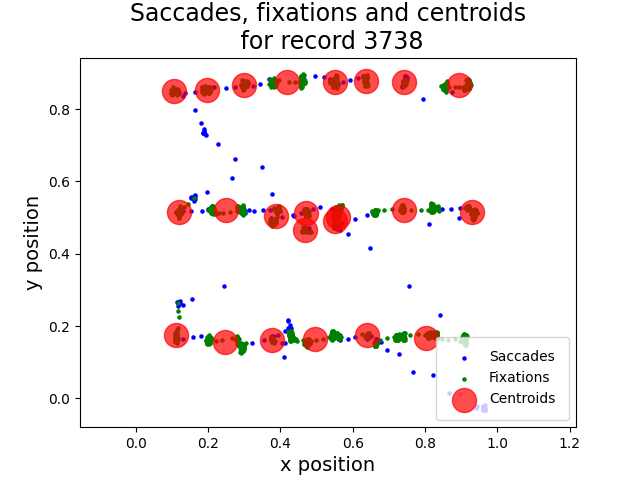 Saccades, fixations and centroids
for record 3738
y position
0.8
0.6
0.4
0.2
0.0
0.0 0.2 0.4 0.6 0.8 1.0 1.2
x position
Saccades
Fixations
Centroids